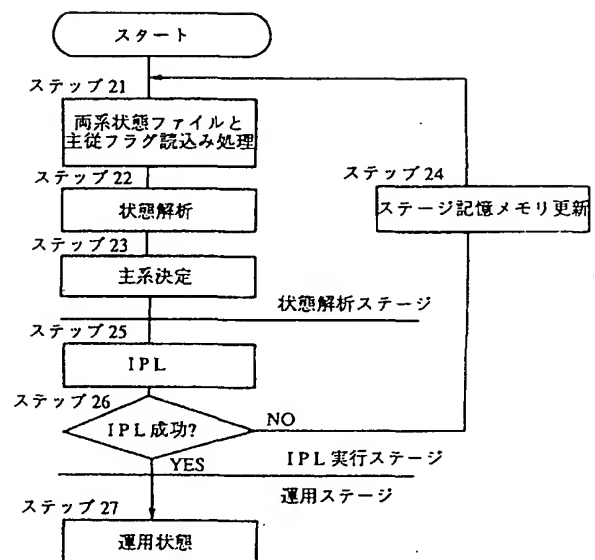 スタート
ステップ 21
両系状態ファイルと
主従フラグ読込み処理
ステップ 22
状態解析
ステップ 23
主系決定
ステップ 24
ステージ記憶メモリ更新
状態解析ステージ
ステップ 25
IPL
ステップ 26
IPL成功?
NO
YES
IPL実行ステージ
運用ステージ
ステップ 27
運用状態